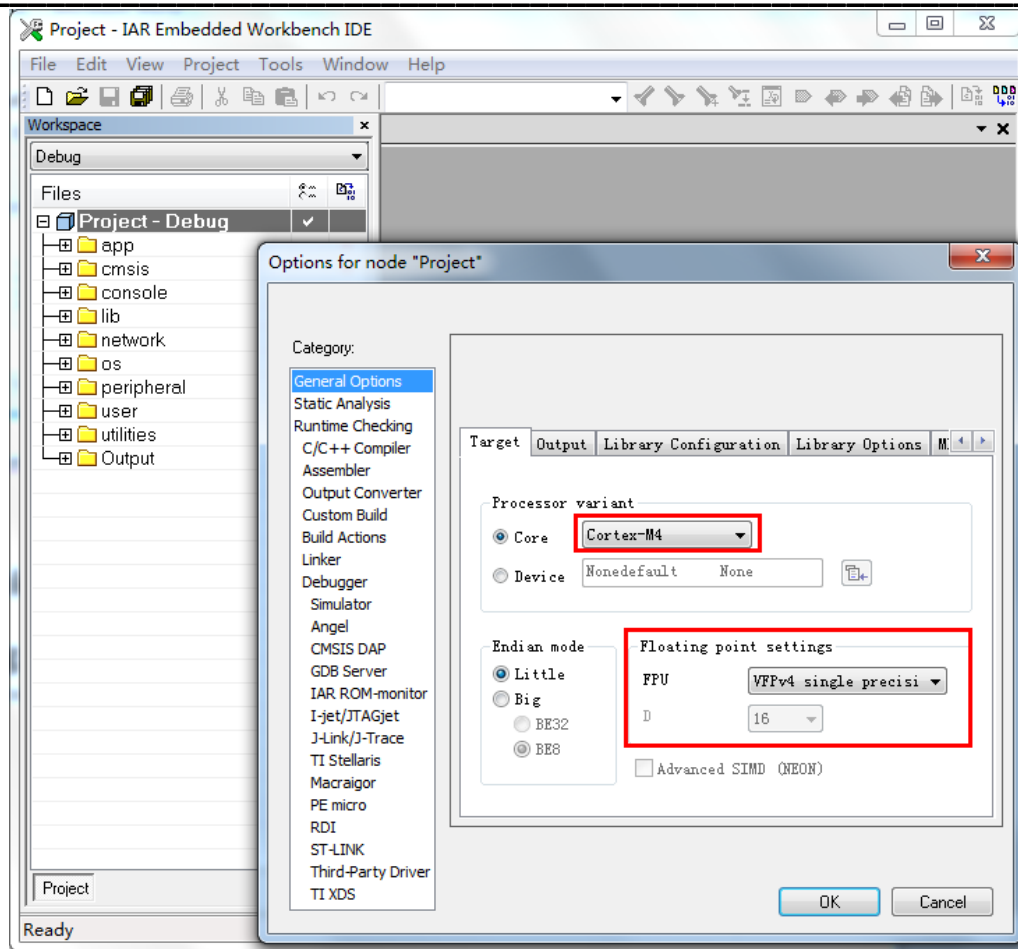 Project - IAR Embedded Workbench IDE
File Edit View Project Tools Window Help
Workspace
Debug
Files
Project - Debug
app
cmsis
console
lib
network
os
peripheral
user
utilities
Output
Project
Ready
Options for node "Project"
Category:
General Options
Static Analysis
Runtime Checking
C/C++ Compiler
Assembler
Output Converter
Custom Build
Build Actions
Linker
Debugger
Simulator
Angel
CMSIS DAP
GDB Server
IAR ROM-monitor
I-jet/JTAGjet
J-Link/J-Trace
TI Stellaris
Macraigor
PE micro
RDI
ST-LINK
Third-Party Driver
TI XDS
Target Output Library Configuration Library Options M
Processor variant
Core Cortex-M4
Device Nonedefault None
Endian mode
Little
Big
BE32
BE8
Floating point settings
FPU VFPv4 single precisi
D 16
Advanced SIMD (NEON)
OK Cancel